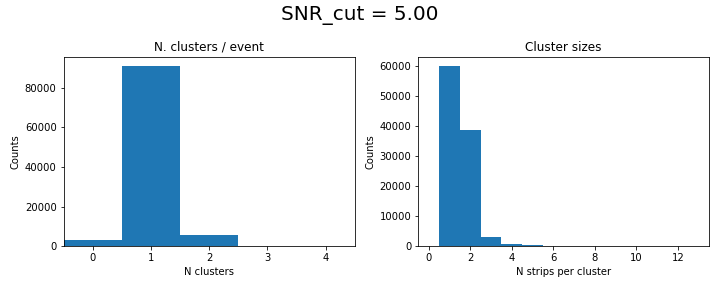 SNR_cut = 5.00
N. clusters / event
Counts
80000
60000
40000
20000
0
0 1 2 3 4
N clusters
Cluster sizes
Counts
60000
50000
40000
30000
20000
10000
0
0 2 4 6 8 10 12
N strips per cluster